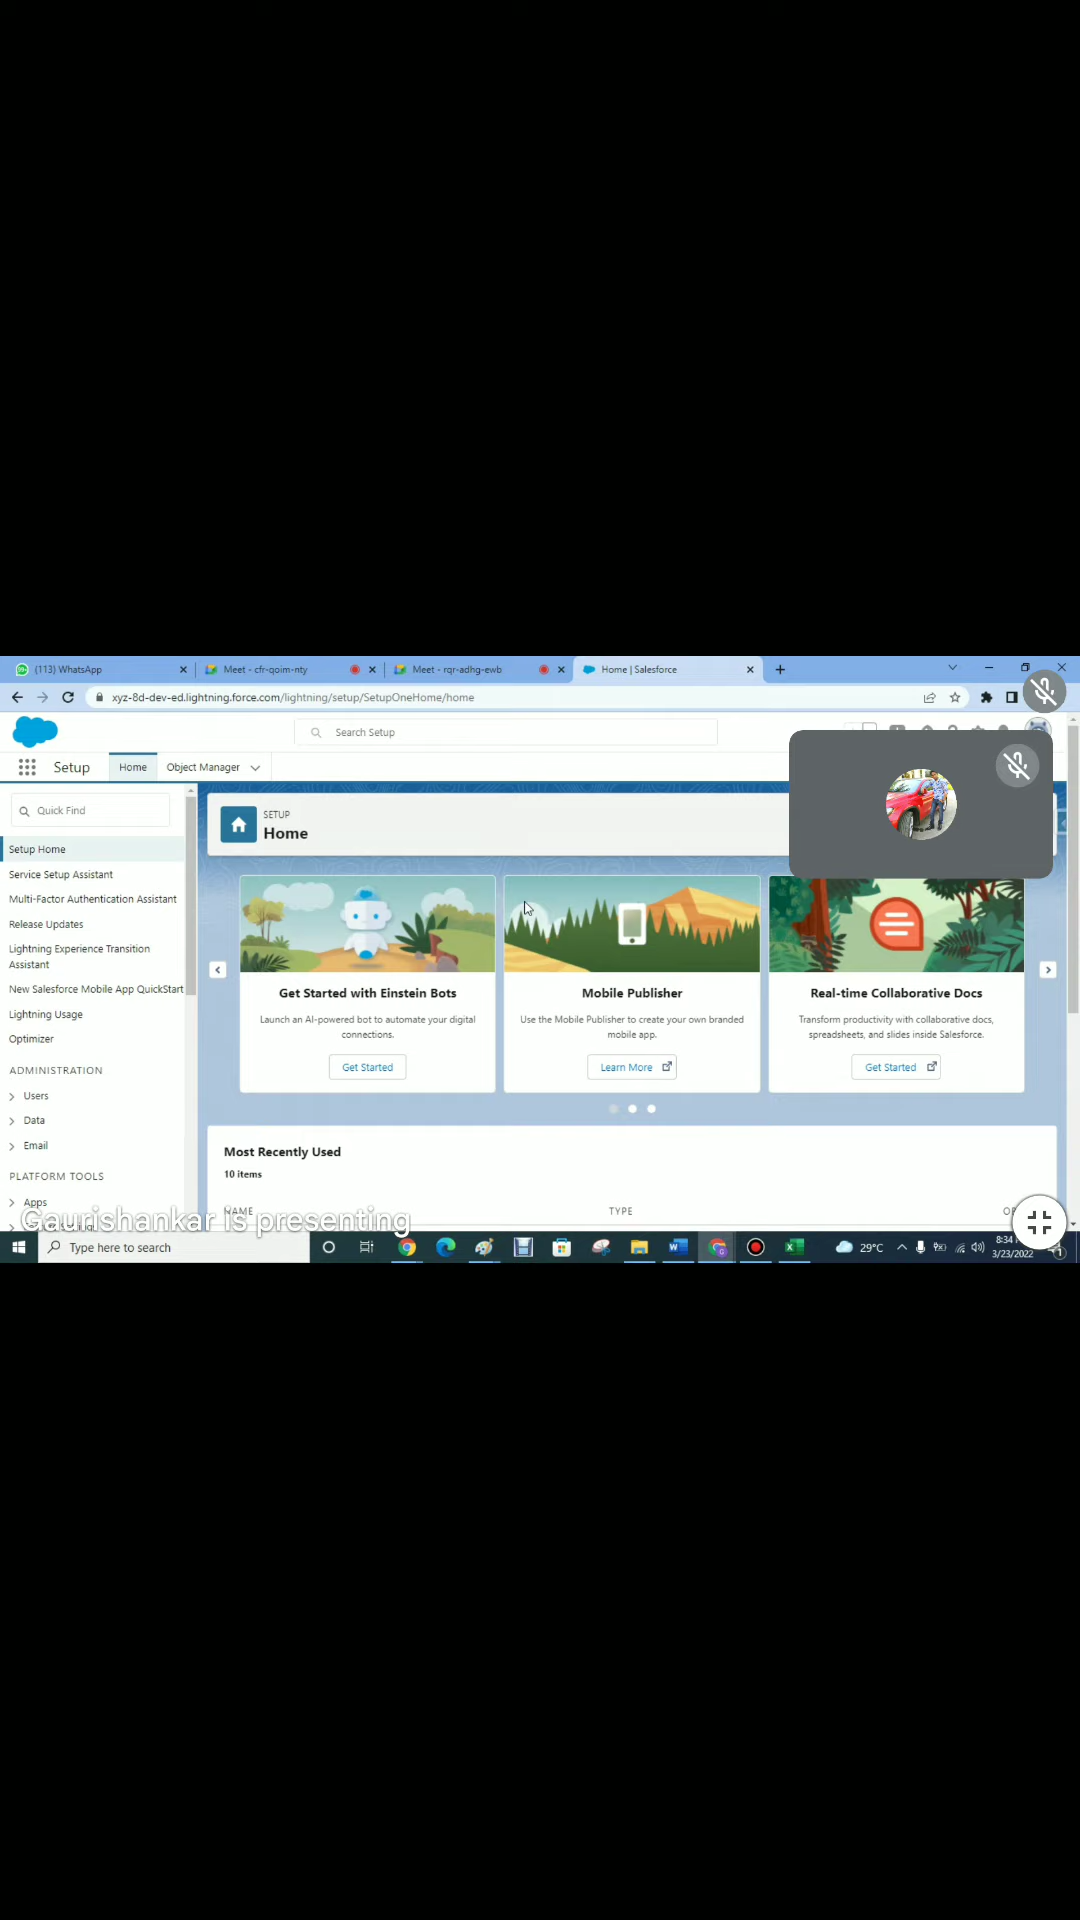 (113) WhatsApp
Meet - cfr-qoim-nty
Meet - rqr-adhg-ewb
Home | Salesforce
xyz-8d-dev-ed.lightning.force.com/lightning/setup/SetupOneHome/home
Search Setup
Setup
Home
Object Manager
Quick Find
SETUP
Home
Setup Home
Service Setup Assistant
Multi-Factor Authentication Assistant
Release Updates
Lightning Experience Transition
Assistant
New Salesforce Mobile App QuickStart
Lightning Usage
Optimizer
ADMINISTRATION
Users
Data
Email
PLATFORM TOOLS
Apps
Get Started with Einstein Bots
Launch an AI-powered bot to automate your digital
connections.
Get Started
Mobile Publisher
Use the Mobile Publisher to create your own branded
mobile app.
Learn More
Real-time Collaborative Docs
Transform productivity with collaborative docs,
spreadsheets, and slides inside Salesforce.
Get Started
Most Recently Used
10 items
NAME
TYPE
Gaurishankar is presenting
Type here to search
29°C
8:34
3/23/2022